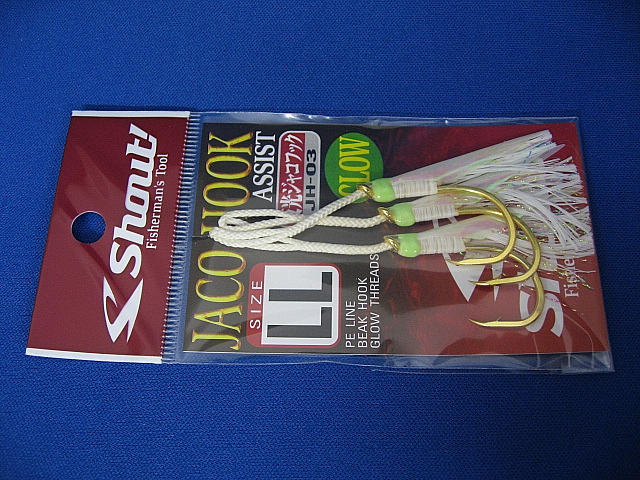 Shout!
Fisherman's Tool
JACO HOOK
ASSIST
光ジャコフック
JH-03
GLOW
SIZE
LL
PE LINE
BEAK HOOK
GLOW THREADS